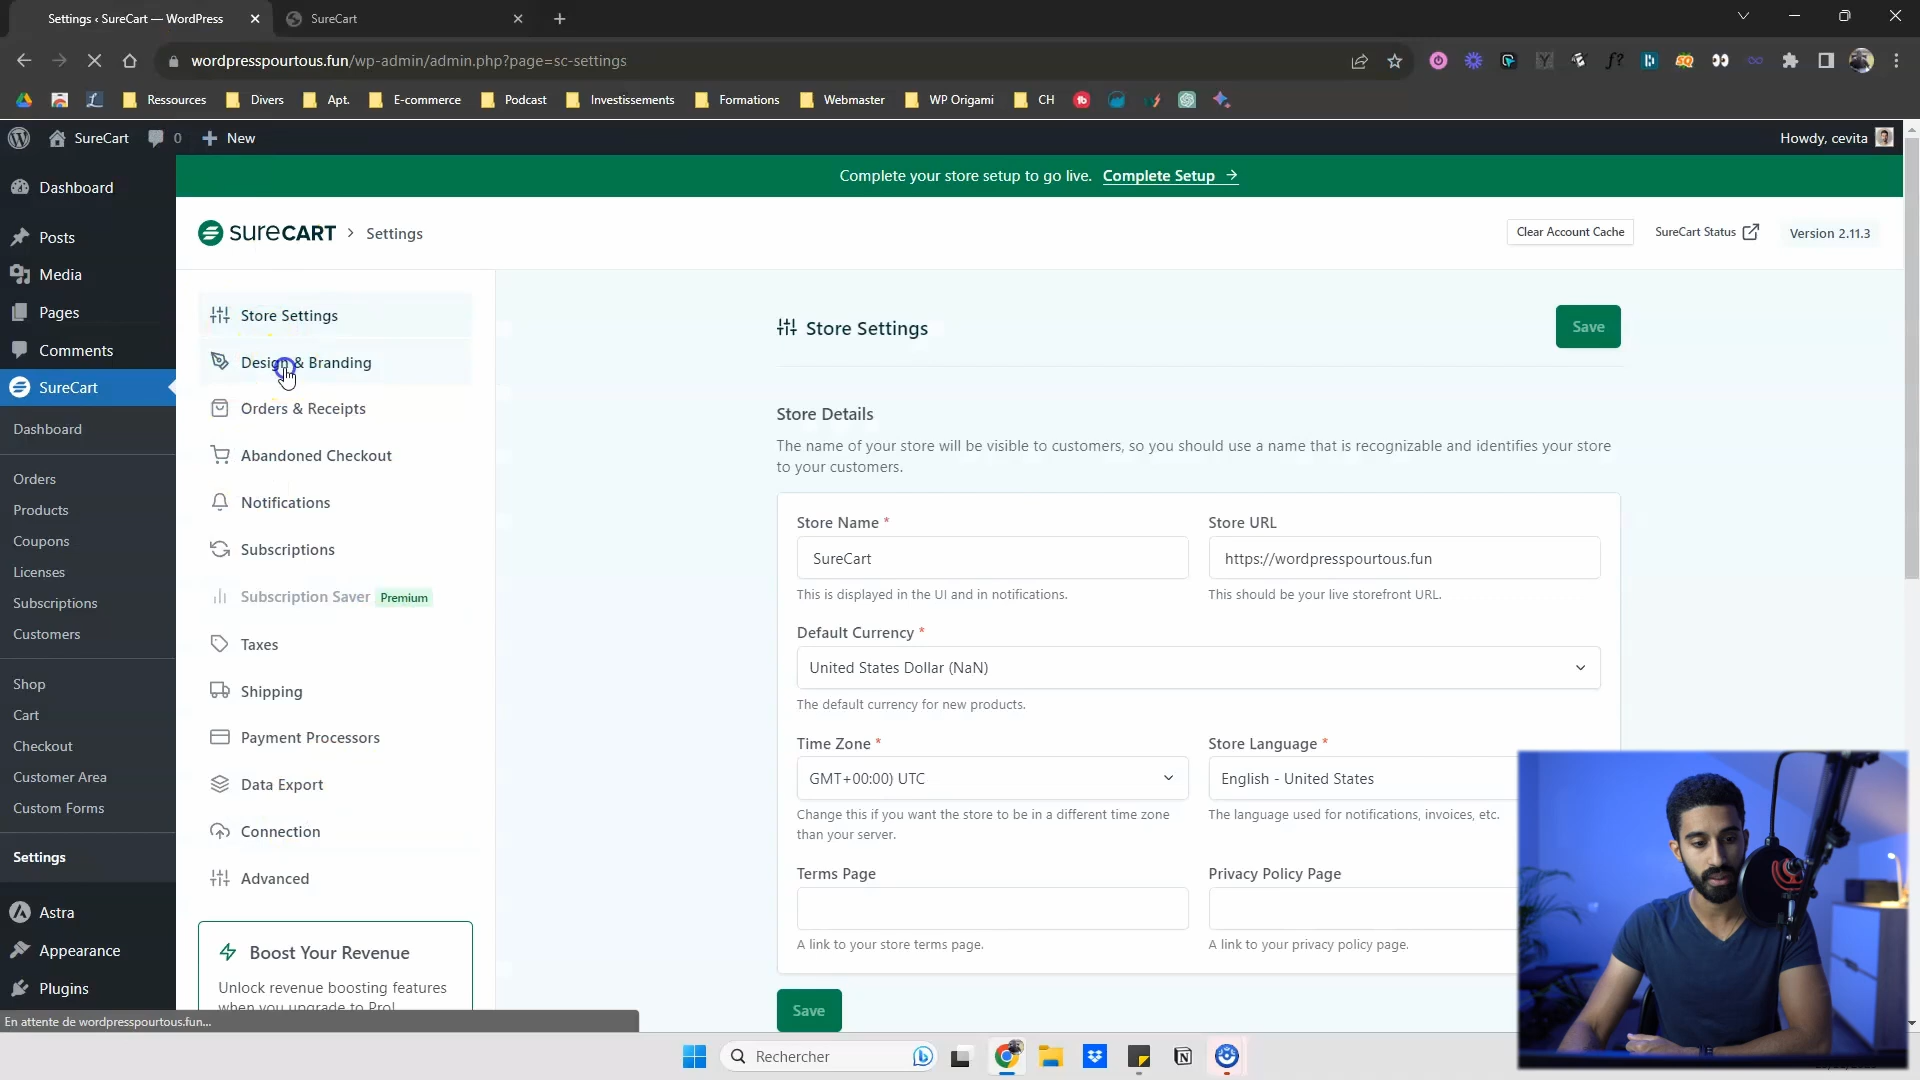 Settings ‹ SureCart — WordPress
SureCart
wordpresspourtous.fun/wp-admin/admin.php?page=sc-settings
Ressources
Divers
Apt.
E-commerce
Podcast
Investissements
Formations
Webmaster
WP Origami
CH
SureCart
0
New
Howdy, cevita
Complete your store setup to go live. Complete Setup →
Dashboard
Posts
Media
Pages
Comments
SureCart
Dashboard
Orders
Products
Coupons
Licenses
Subscriptions
Customers
Shop
Cart
Checkout
Customer Area
Custom Forms
Settings
Astra
Appearance
Plugins
SURECART
Settings
Clear Account Cache
SureCart Status
Version 2.11.3
Store Settings
Design & Branding
Orders & Receipts
Abandoned Checkout
Notifications
Subscriptions
Subscription Saver Premium
Taxes
Shipping
Payment Processors
Data Export
Connection
Advanced
Boost Your Revenue
Unlock revenue boosting features
when you upgrade to Pro!
Store Settings
Save
Store Details
The name of your store will be visible to customers, so you should use a name that is recognizable and identifies your store
to your customers.
Store Name *
SureCart
This is displayed in the UI and in notifications.
Store URL
https://wordpresspourtous.fun
This should be your live storefront URL.
Default Currency *
United States Dollar (NaN)
The default currency for new products.
Time Zone *
GMT+00:00) UTC
Change this if you want the store to be in a different time zone
than your server.
Store Language *
English - United States
The language used for notifications, invoices, etc.
Terms Page
A link to your store terms page.
Privacy Policy Page
A link to your privacy policy page.
Save
En attente de wordpresspourtous.fun...
Rechercher